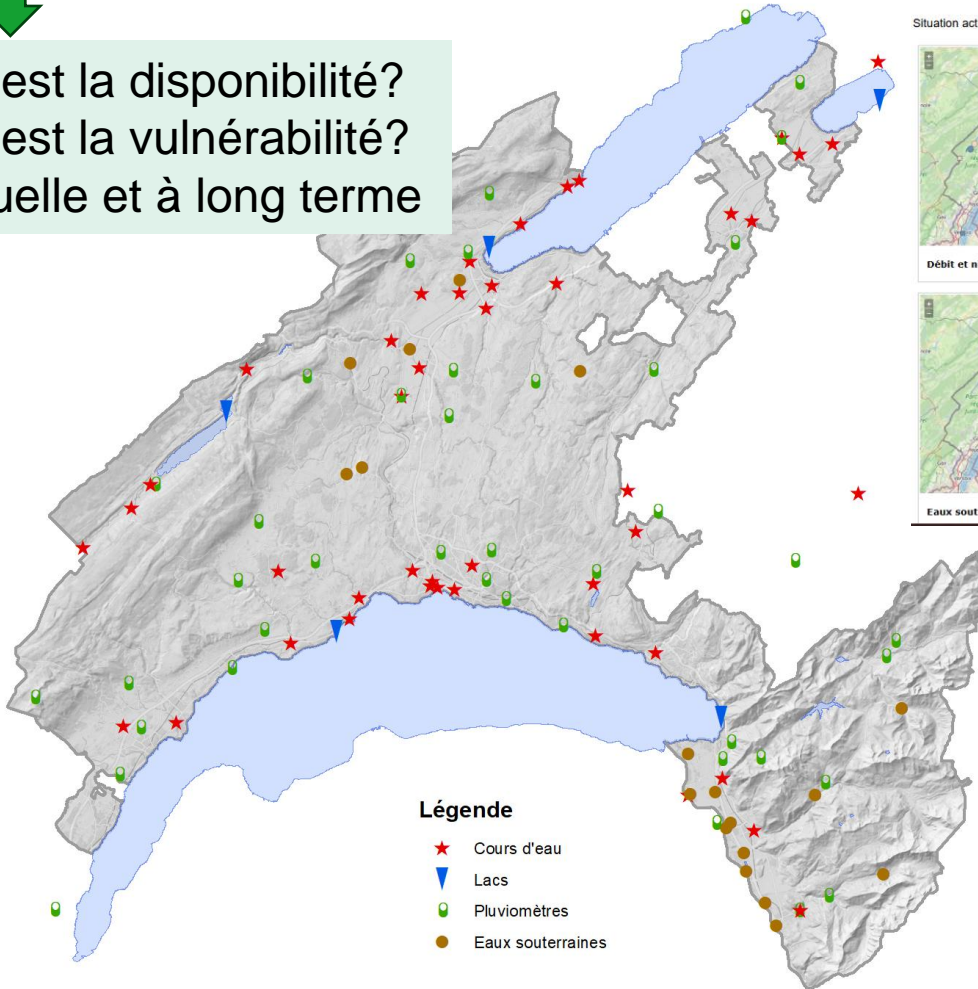 est la disponibilité?
est la vulnérabilité?
uelle et à long terme
Situation act
Débit et n
Eaux sout
Légende
Cours d'eau
Lacs
Pluviomètres
Eaux souterraines